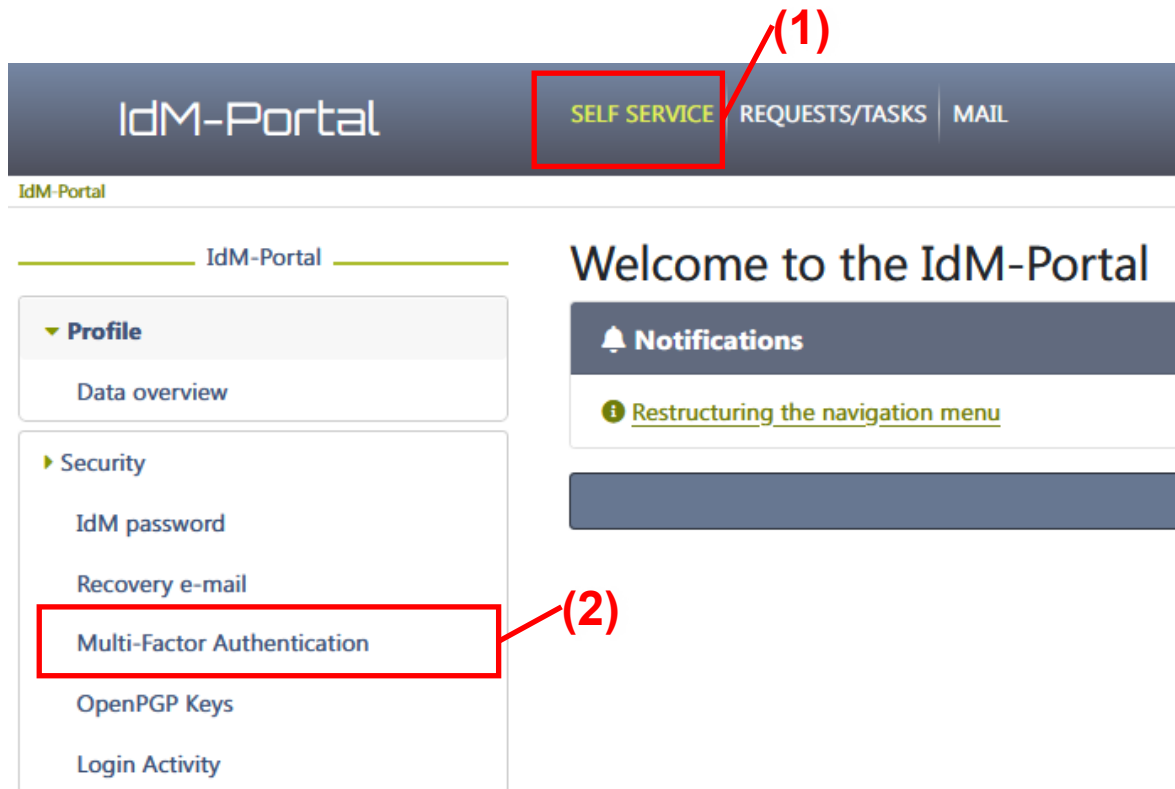 (1)
IdM-Portal
SELF SERVICE REQUESTS/TASKS MAIL
IdM-Portal
IdM-Portal
Profile
Data overview
Security
IdM password
Recovery e-mail
Multi-Factor Authentication
(2)
OpenPGP Keys
Login Activity
Welcome to the IdM-Portal
Notifications
Restructuring the navigation menu